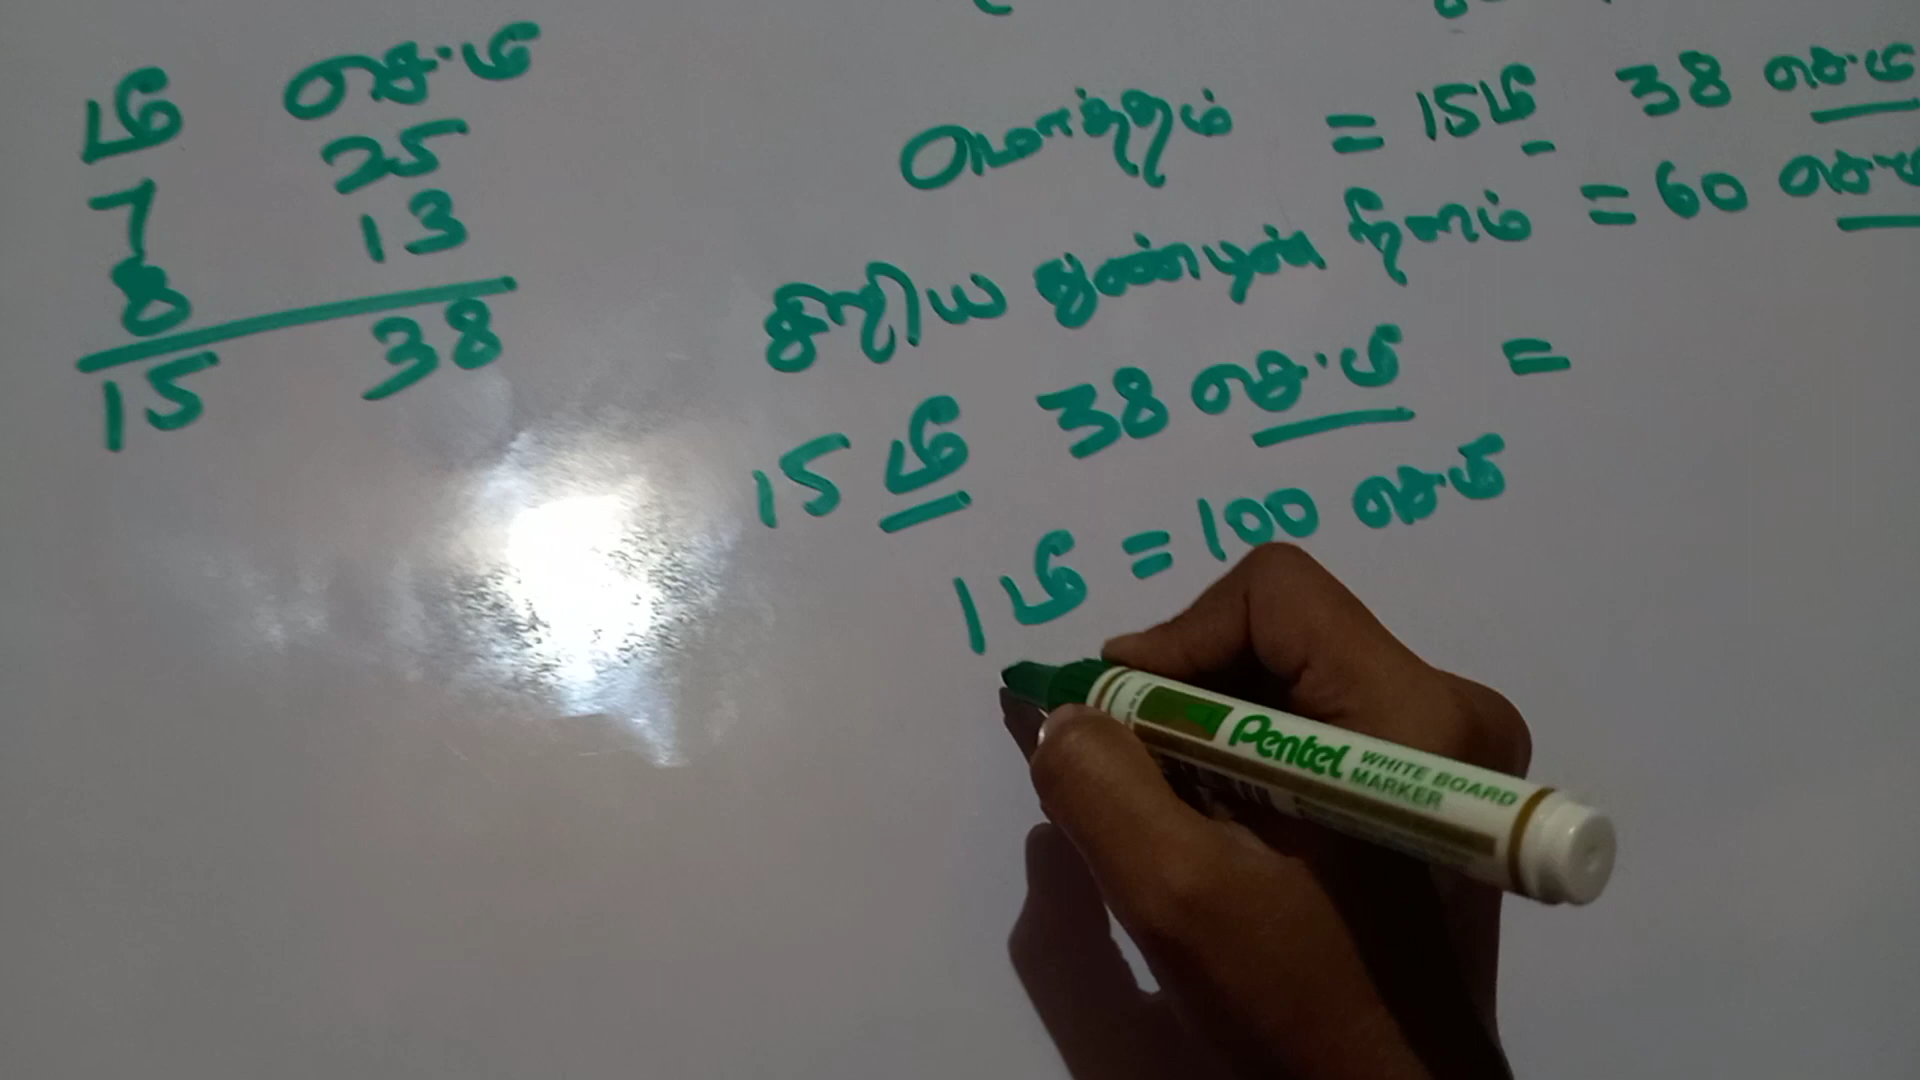 மீ செ.மீ
7 25
8 13
15 38
மொத்தம் = 15மீ 38 செ.மீ
சிறிய துண்டின் நீளம் = 60 செ.மீ
15 மீ 38 செ.மீ =
1 மீ = 100 செ.மீ
Pentel WHITE BOARD
MARKER